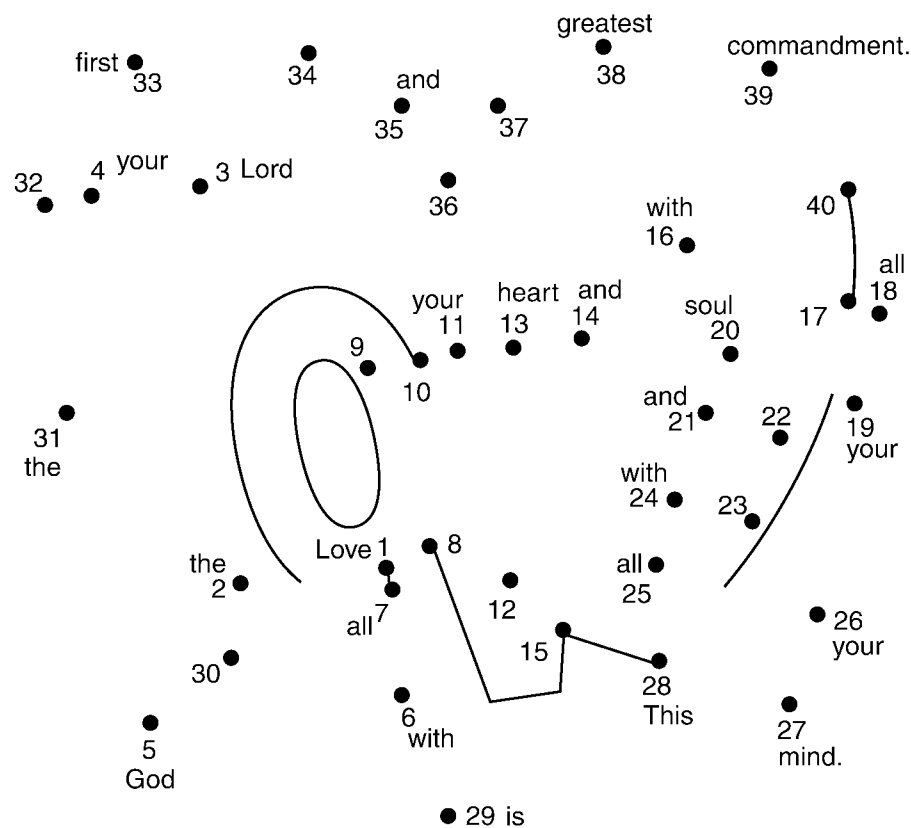 greatest
38
commandment.
39
first
33
34
and
35
37
32
4 your
3 Lord
36
with
16
40
all
18
17
your
11
heart
13
and
14
soul
20
9
10
and
21
22
19
your
31
the
with
24
23
Love 1
8
the
2
all
7
12
all
25
26
your
15
30
28
This
6
with
27
mind.
5
God
29 is